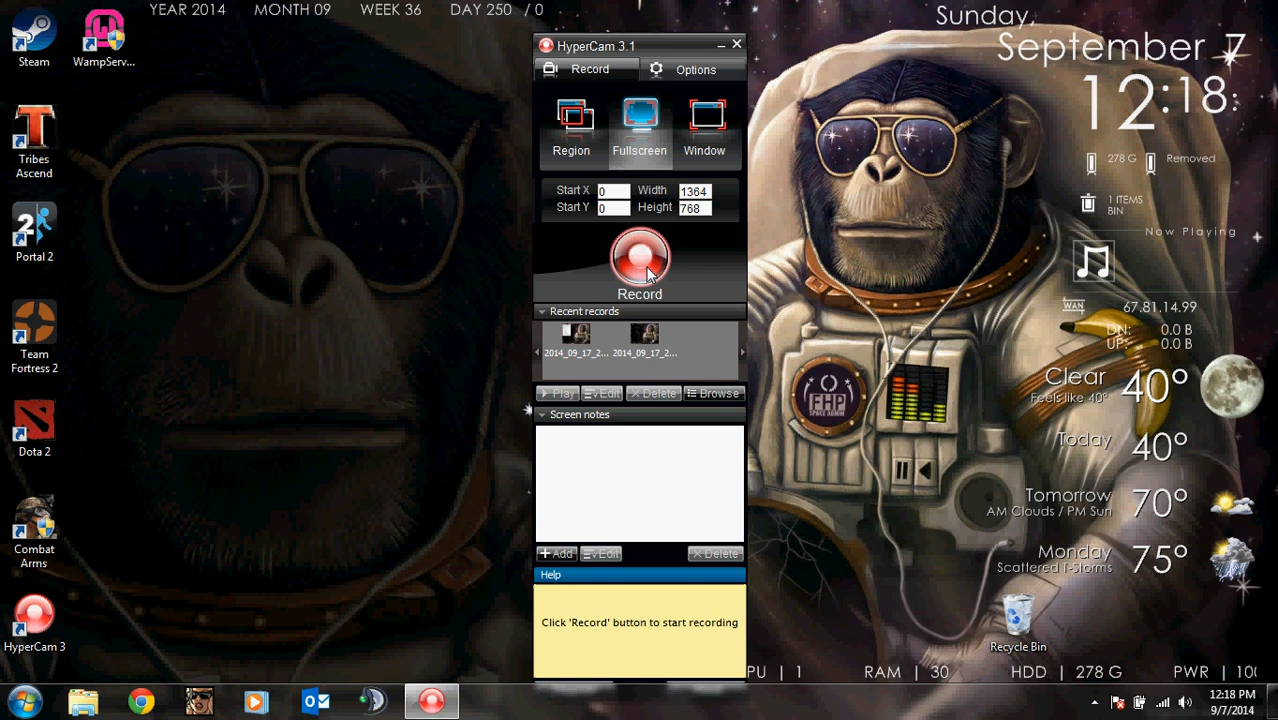 YEAR 2014 MONTH 09 WEEK 36 DAY 250 / 0
Steam
WampServ...
Tribes
Ascend
Portal 2
Team
Fortress 2
Dota 2
Combat
Arms
HyperCam 3
HyperCam 3.1
Record Options
Region Fullscreen Window
Start X 0 Width 1364
Start Y 0 Height 768
Record
Recent records
2014_09_17_2... 2014_09_17_2...
Play Edit Delete Browse
Screen notes
Add Edit Delete
Help
Click 'Record' button to start recording
Sunday,
September 7
12:18:
278 G Removed
1 ITEMS
BIN
Now Playing
WAN 67.81.14.99
DN: 0.0 B
UP: 0.0 B
Clear 40°
Feels like 40°
Today 40°
Tomorrow 70°
AM Clouds / PM Sun
Monday 75°
Scattered T-Storms
EHP
SPACE ADMN
Recycle Bin
PU | 1 RAM | 30 HDD | 278 G PWR | 10
12:18 PM
9/7/2014